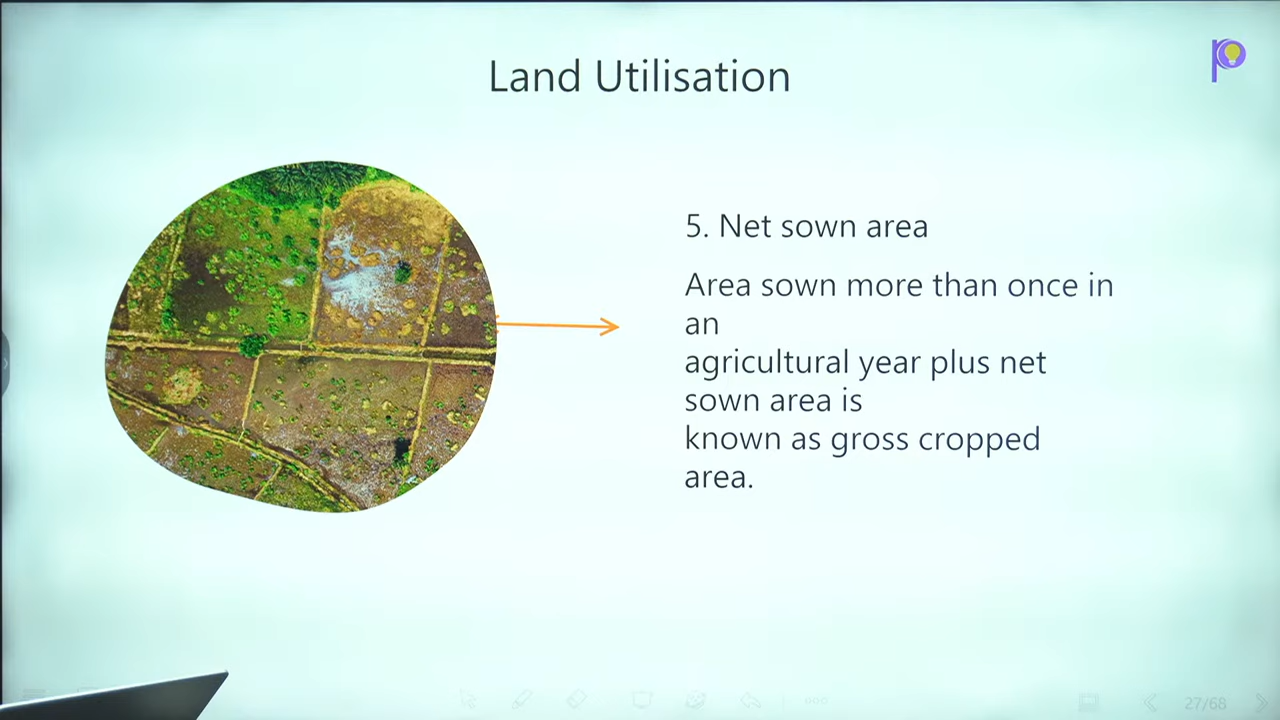 Land Utilisation
5. Net sown area
Area sown more than once in
an
agricultural year plus net
sown area is
known as gross cropped
area.
27/68